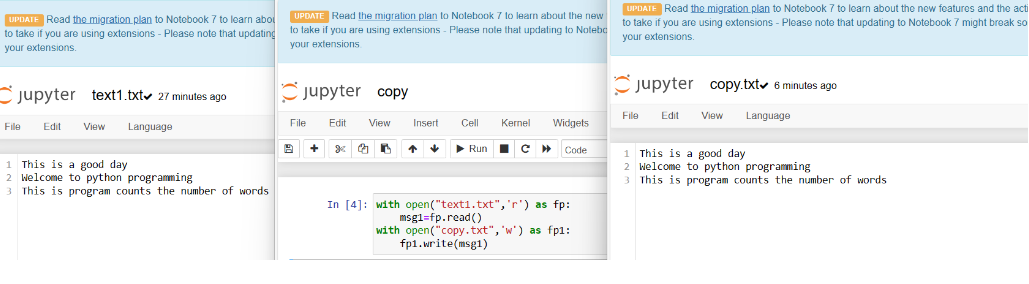 UPDATE Read the migration plan to Notebook 7 to learn abou
to take if you are using extensions - Please note that updating
your extensions.
jupyter text1.txt✔ 27 minutes ago
File Edit View Language
1 This is a good day
2 Welcome to python programming
3 This is program counts the number of words
UPDATE Read the migration plan to Notebook 7 to learn about the new
to take if you are using extensions - Please note that updating to Notebo
your extensions.
jupyter copy
File Edit View Insert Cell Kernel Widgets
Run Code
In [4]: with open("text1.txt",'r') as fp:
msg1=fp.read()
with open("copy.txt",'w') as fp1:
fp1.write(msg1)
UPDATE Read the migration plan to Notebook 7 to learn about the new features and the acti
to take if you are using extensions - Please note that updating to Notebook 7 might break so
your extensions.
jupyter copy.txt✔ 6 minutes ago
File Edit View Language
1 This is a good day
2 Welcome to python programming
3 This is program counts the number of words